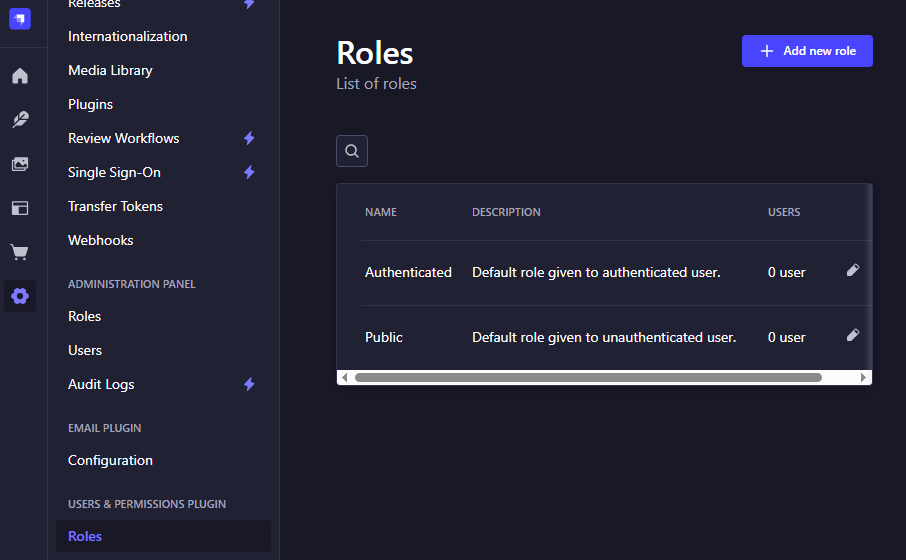 Releases
Internationalization
Media Library
Plugins
Review Workflows
Single Sign-On
Transfer Tokens
Webhooks
ADMINISTRATION PANEL
Roles
Users
Audit Logs
EMAIL PLUGIN
Configuration
USERS & PERMISSIONS PLUGIN
Roles
Roles
Add new role
List of roles
NAME DESCRIPTION USERS
Authenticated Default role given to authenticated user. 0 user
Public Default role given to unauthenticated user. 0 user